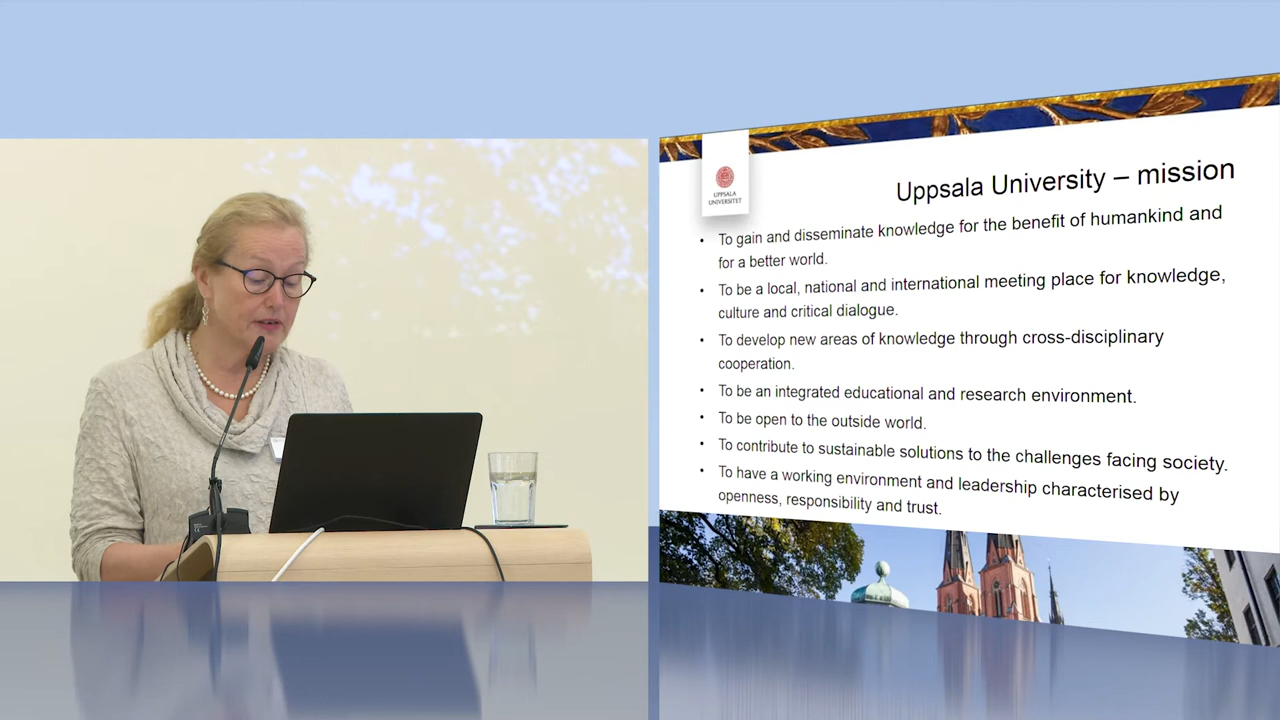 UPPSALA
UNIVERSITET
Uppsala University – mission
• To gain and disseminate knowledge for the benefit of humankind and
for a better world.
• To be a local, national and international meeting place for knowledge,
culture and critical dialogue.
• To develop new areas of knowledge through cross-disciplinary
cooperation.
• To be an integrated educational and research environment.
• To be open to the outside world.
• To contribute to sustainable solutions to the challenges facing society.
• To have a working environment and leadership characterised by
openness, responsibility and trust.